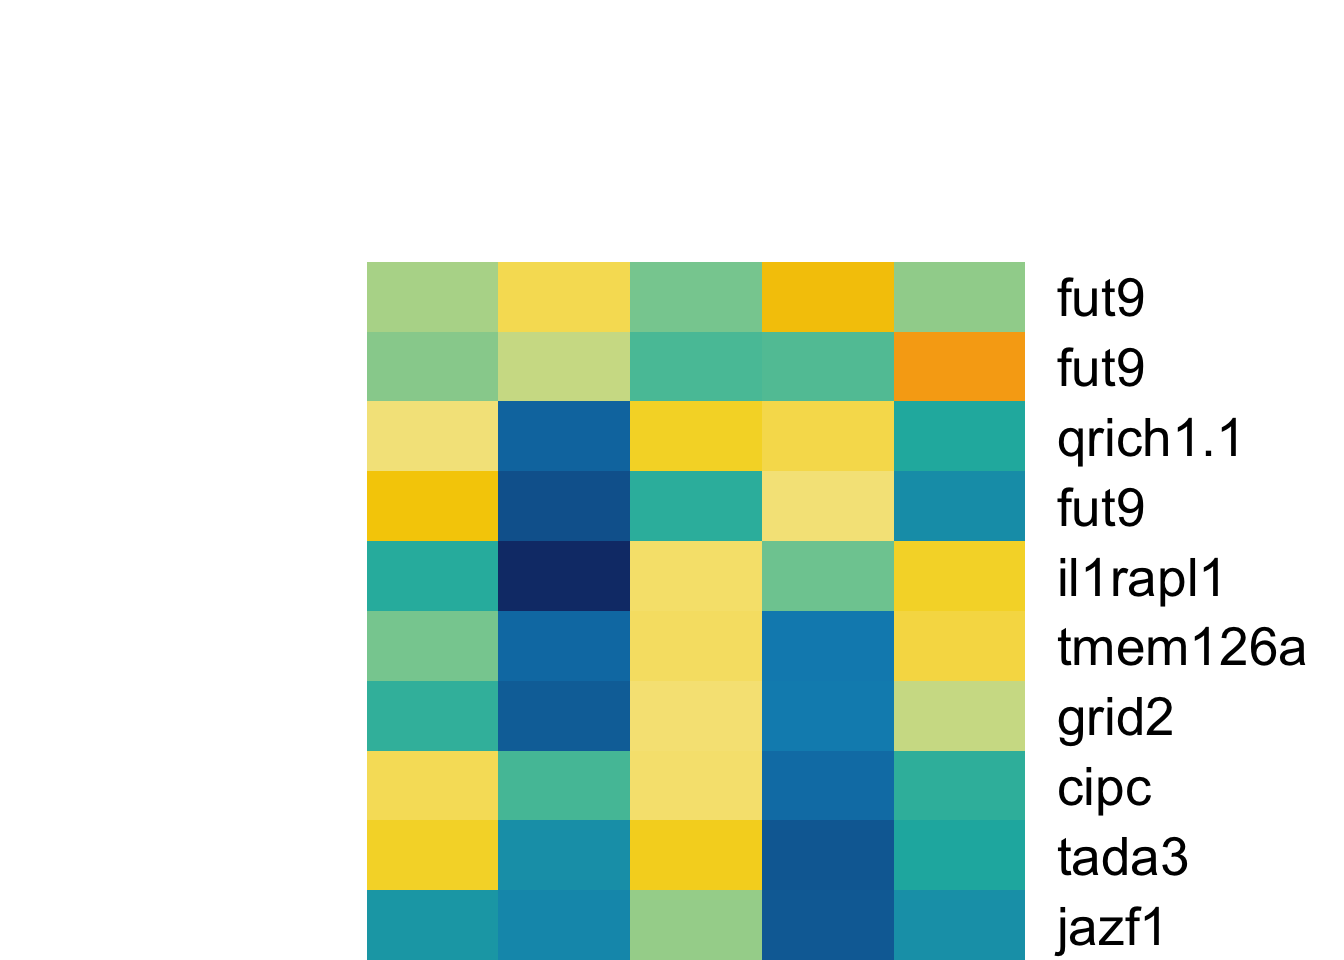 fut9
fut9
qrich1.1
fut9
il1rapl1
tmem126a
grid2
cipc
tada3
jazf1